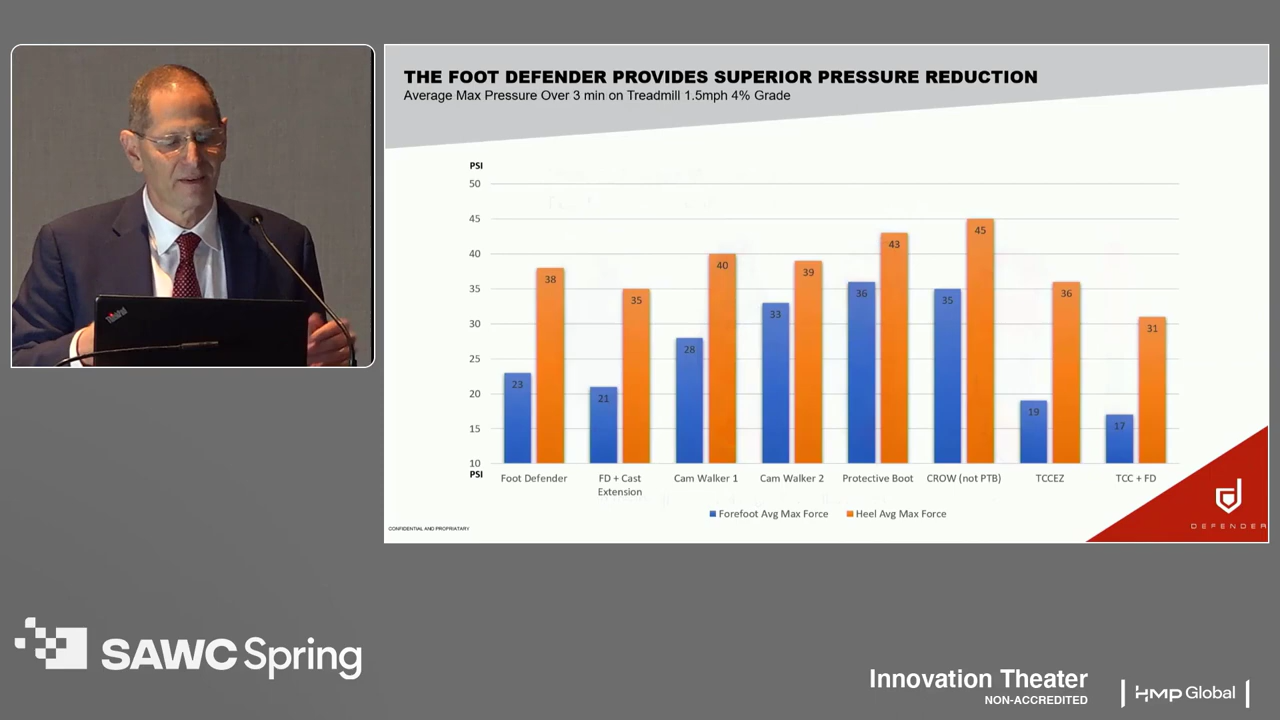 THE FOOT DEFENDER PROVIDES SUPERIOR PRESSURE REDUCTION
Average Max Pressure Over 3 min on Treadmill 1.5mph 4% Grade
PSI
50
45
40
35
30
25
20
15
10
PSI
23
38
21
35
28
40
33
39
36
43
35
45
19
36
17
31
Foot Defender
FD + Cast
Extension
Cam Walker 1
Cam Walker 2
Protective Boot
CROW (not PTB)
TCCEZ
TCC + FD
Forefoot Avg Max Force
Heel Avg Max Force
CONFIDENTIAL AND PROPRIATARY
DEFENDER
ThinkPad
SAWC Spring
Innovation Theater
NON-ACCREDITED
HMP Global